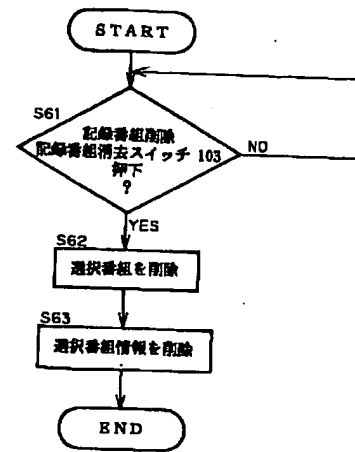 START
S61
記録番組削除
記録番組消去スイッチ 103
押下
?
NO
YES
S62
選択番組を削除
S63
選択番組情報を削除
END